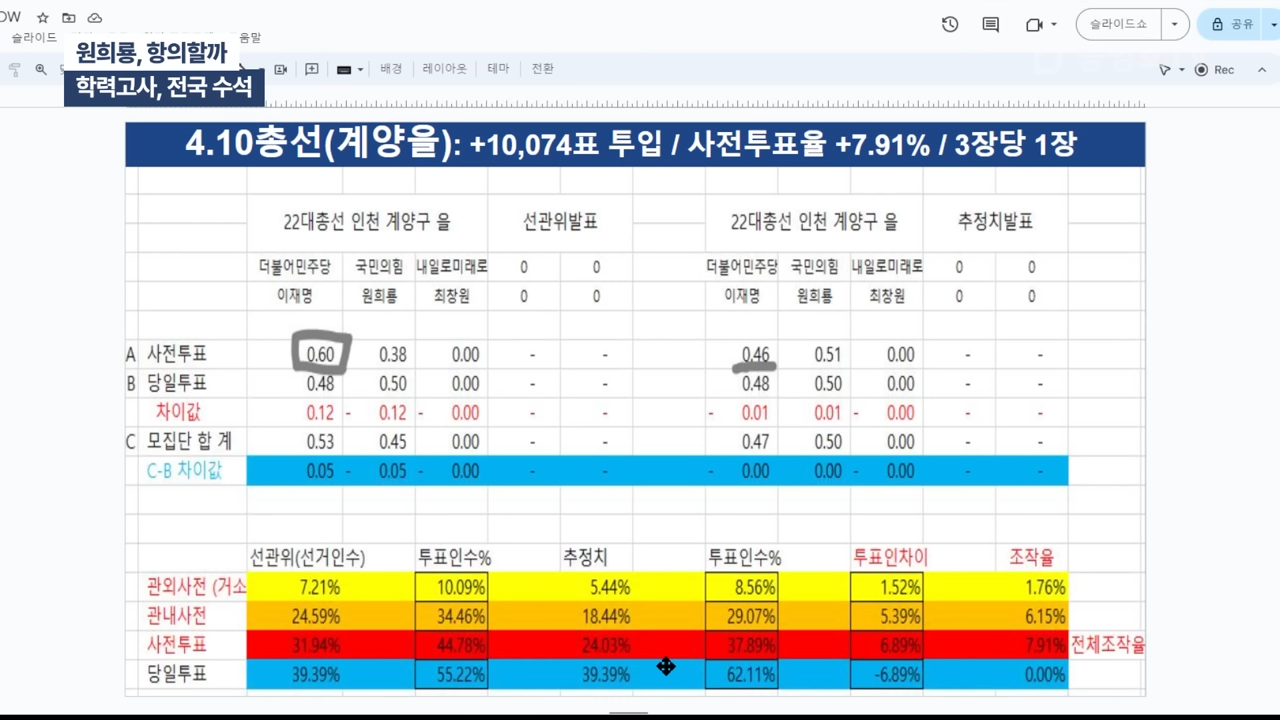 OW
슬라이드
움말
슬라이드쇼
공유
원희룡, 항의할까
학력고사, 전국 수석
배경
레이아웃
테마
전환
Rec
4.10총선(계양을): +10,074표 투입 / 사전투표율 +7.91% / 3장당 1장
22대총선 인천 계양구 을 선관위발표 22대총선 인천 계양구 을 추정치발표
더불어민주당 국민의힘 내일로미래로 0 0 더불어민주당 국민의힘 내일로미래로 0 0
이재명 원희룡 최창원 0 0 이재명 원희룡 최창원 0 0
A 사전투표 0.60 0.38 0.00 - - 0.46 0.51 0.00 - -
B 당일투표 0.48 0.50 0.00 - - 0.48 0.50 0.00 - -
차이값 0.12 - 0.12 - 0.00 - - - 0.01 0.01 - 0.00 - -
C 모집단 합 계 0.53 0.45 0.00 - - 0.47 0.50 0.00 - -
C-B 차이값 0.05 - 0.05 - 0.00 - - - 0.00 0.00 - 0.00 - -
선관위(선거인수) 투표인수% 추정치 투표인수% 투표인차이 조작율
관외사전 (거소 7.21% 10.09% 5.44% 8.56% 1.52% 1.76%
관내사전 24.59% 34.46% 18.44% 29.07% 5.39% 6.15%
사전투표 31.94% 44.78% 24.03% 37.89% 6.89% 7.91% 전체조작율
당일투표 39.39% 55.22% 39.39% 62.11% -6.89% 0.00%